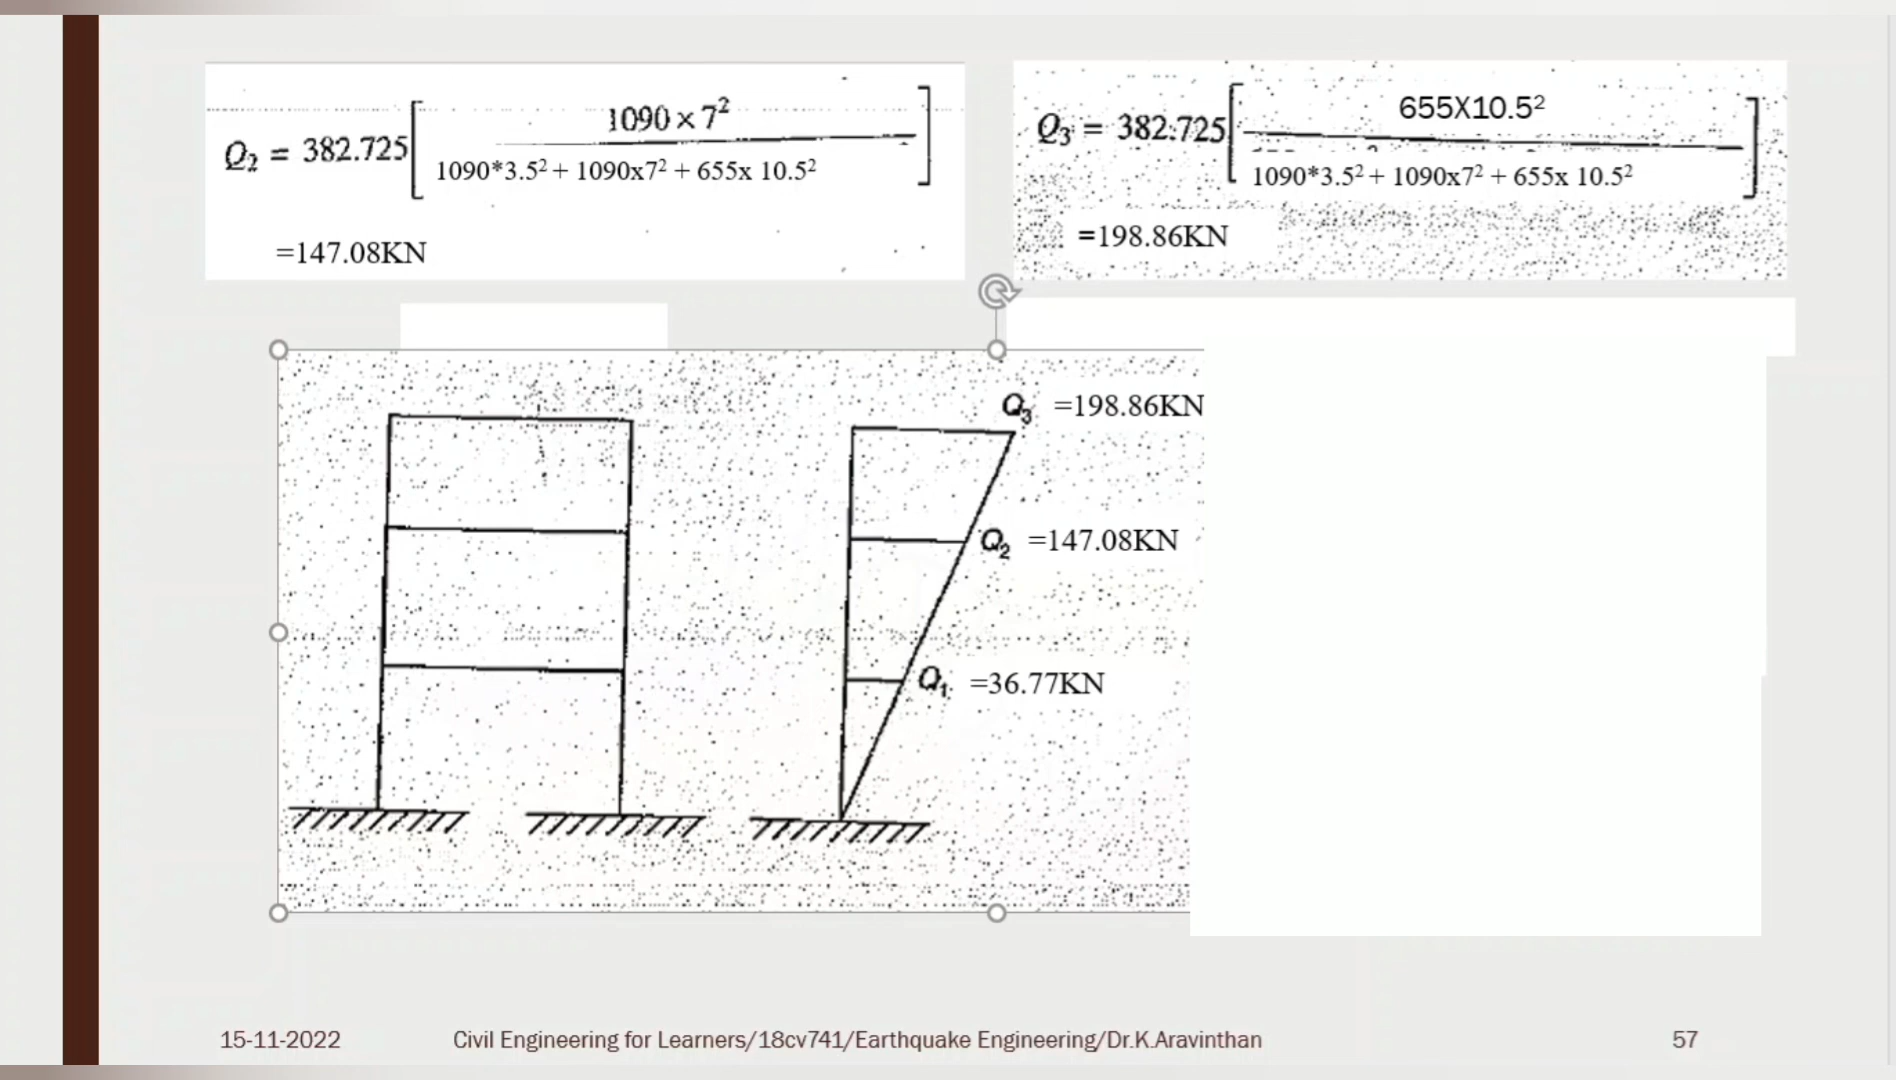 Q₂ = 382.725[ 1090 × 7²
1090*3.5² + 1090x7² + 655x 10.5² ]
=147.08KN
Q₃ = 382.725[ 655X10.5²
1090*3.5² + 1090x7² + 655x 10.5² ]
=198.86KN
Q₃ =198.86KN
Q₂ =147.08KN
Q₁ =36.77KN
15-11-2022
Civil Engineering for Learners/18cv741/Earthquake Engineering/Dr.K.Aravinthan
57